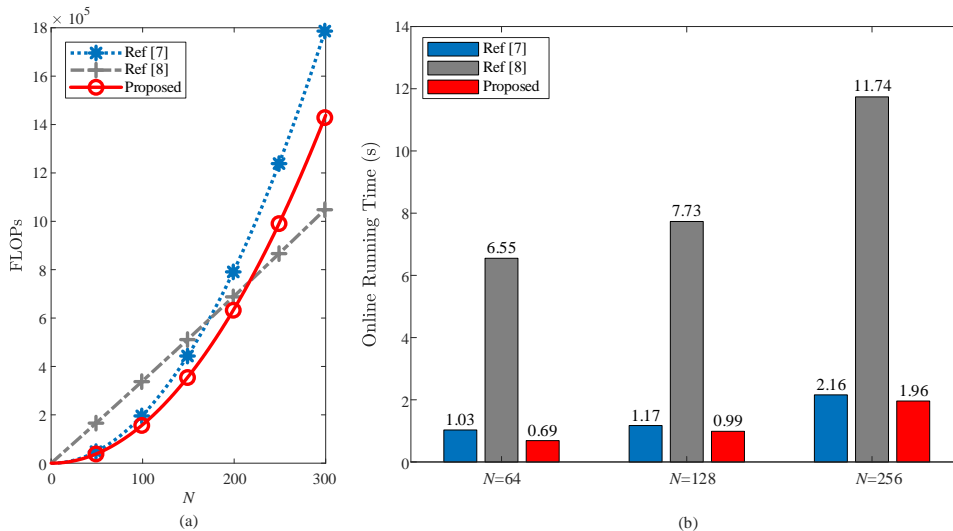 × 10⁵
18
16
14
12
10
8
6
4
2
0
FLOPs
Ref [7]
Ref [8]
Proposed
0 100 200 300
N
(a)
14
12
10
8
6
4
2
0
Online Running Time (s)
Ref [7]
Ref [8]
Proposed
1.03 6.55 0.69
1.17 7.73 0.99
2.16 11.74 1.96
N=64 N=128 N=256
(b)